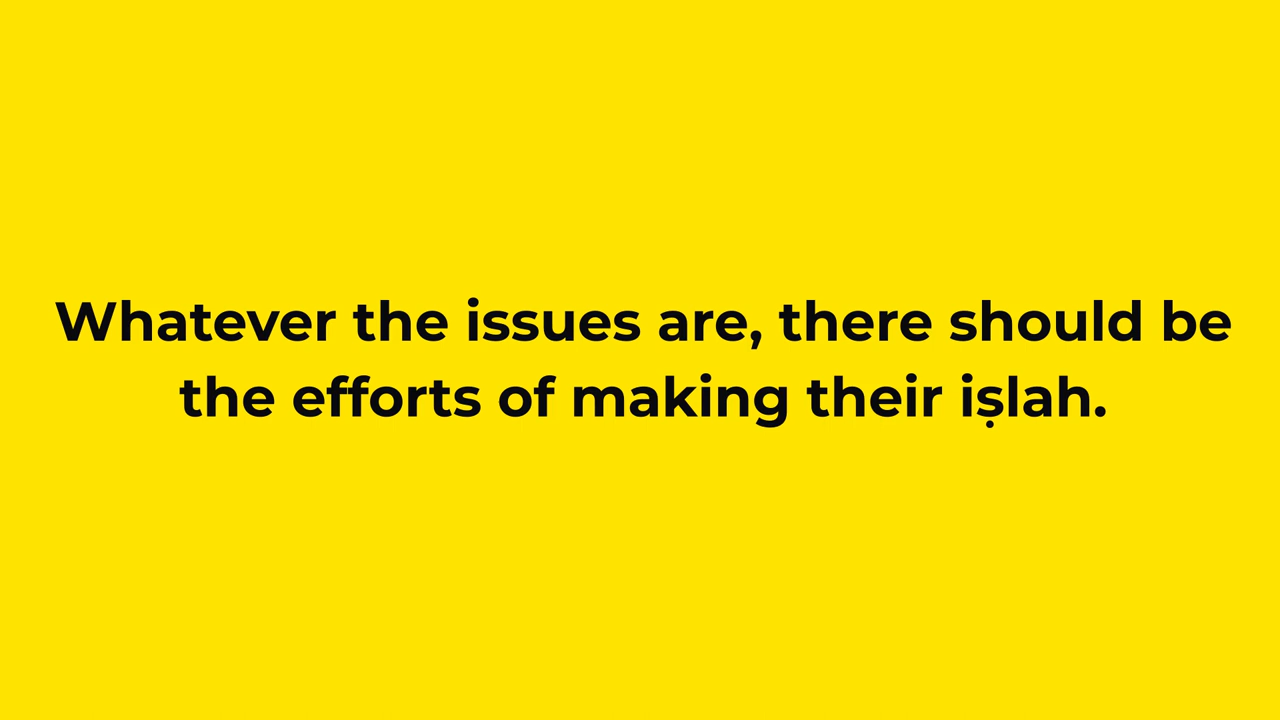 Whatever the issues are, there should be
the efforts of making their iṣlah.